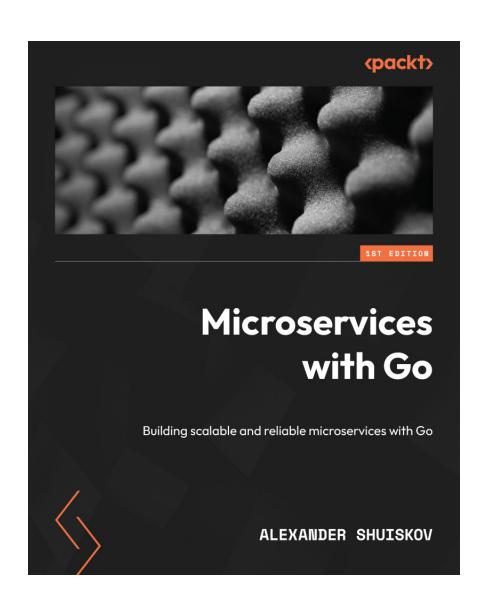 <packt>
1ST EDITION
Microservices
with Go
Building scalable and reliable microservices with Go
ALEXANDER SHUISKOV